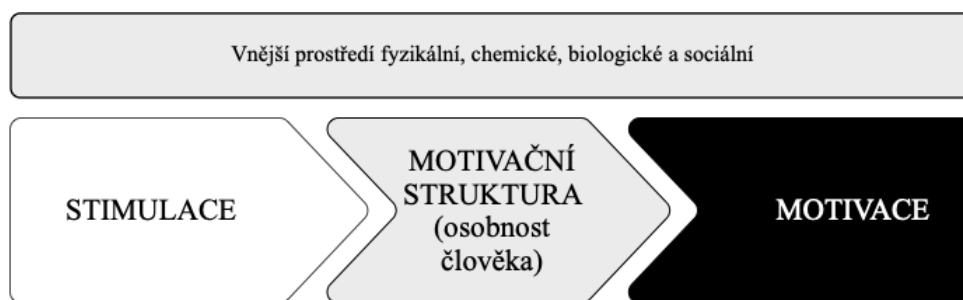 Vnější prostředí fyzikální, chemické, biologické a sociální
STIMULACE
MOTIVAČNÍ
STRUKTURA
(osobnost
člověka)
MOTIVACE